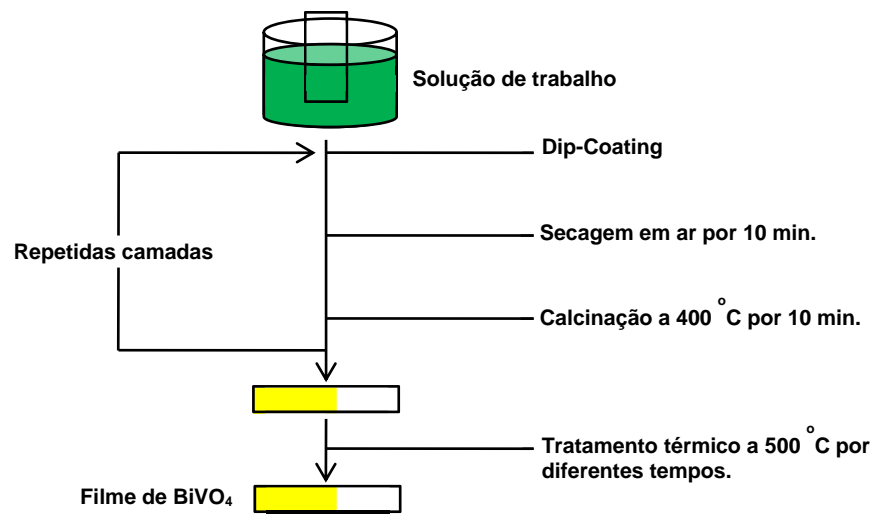 Solução de trabalho
Dip-Coating
Secagem em ar por 10 min.
Repetidas camadas
Calcinação a 400 °C por 10 min.
Tratamento térmico a 500 °C por
diferentes tempos.
Filme de BiVO₄